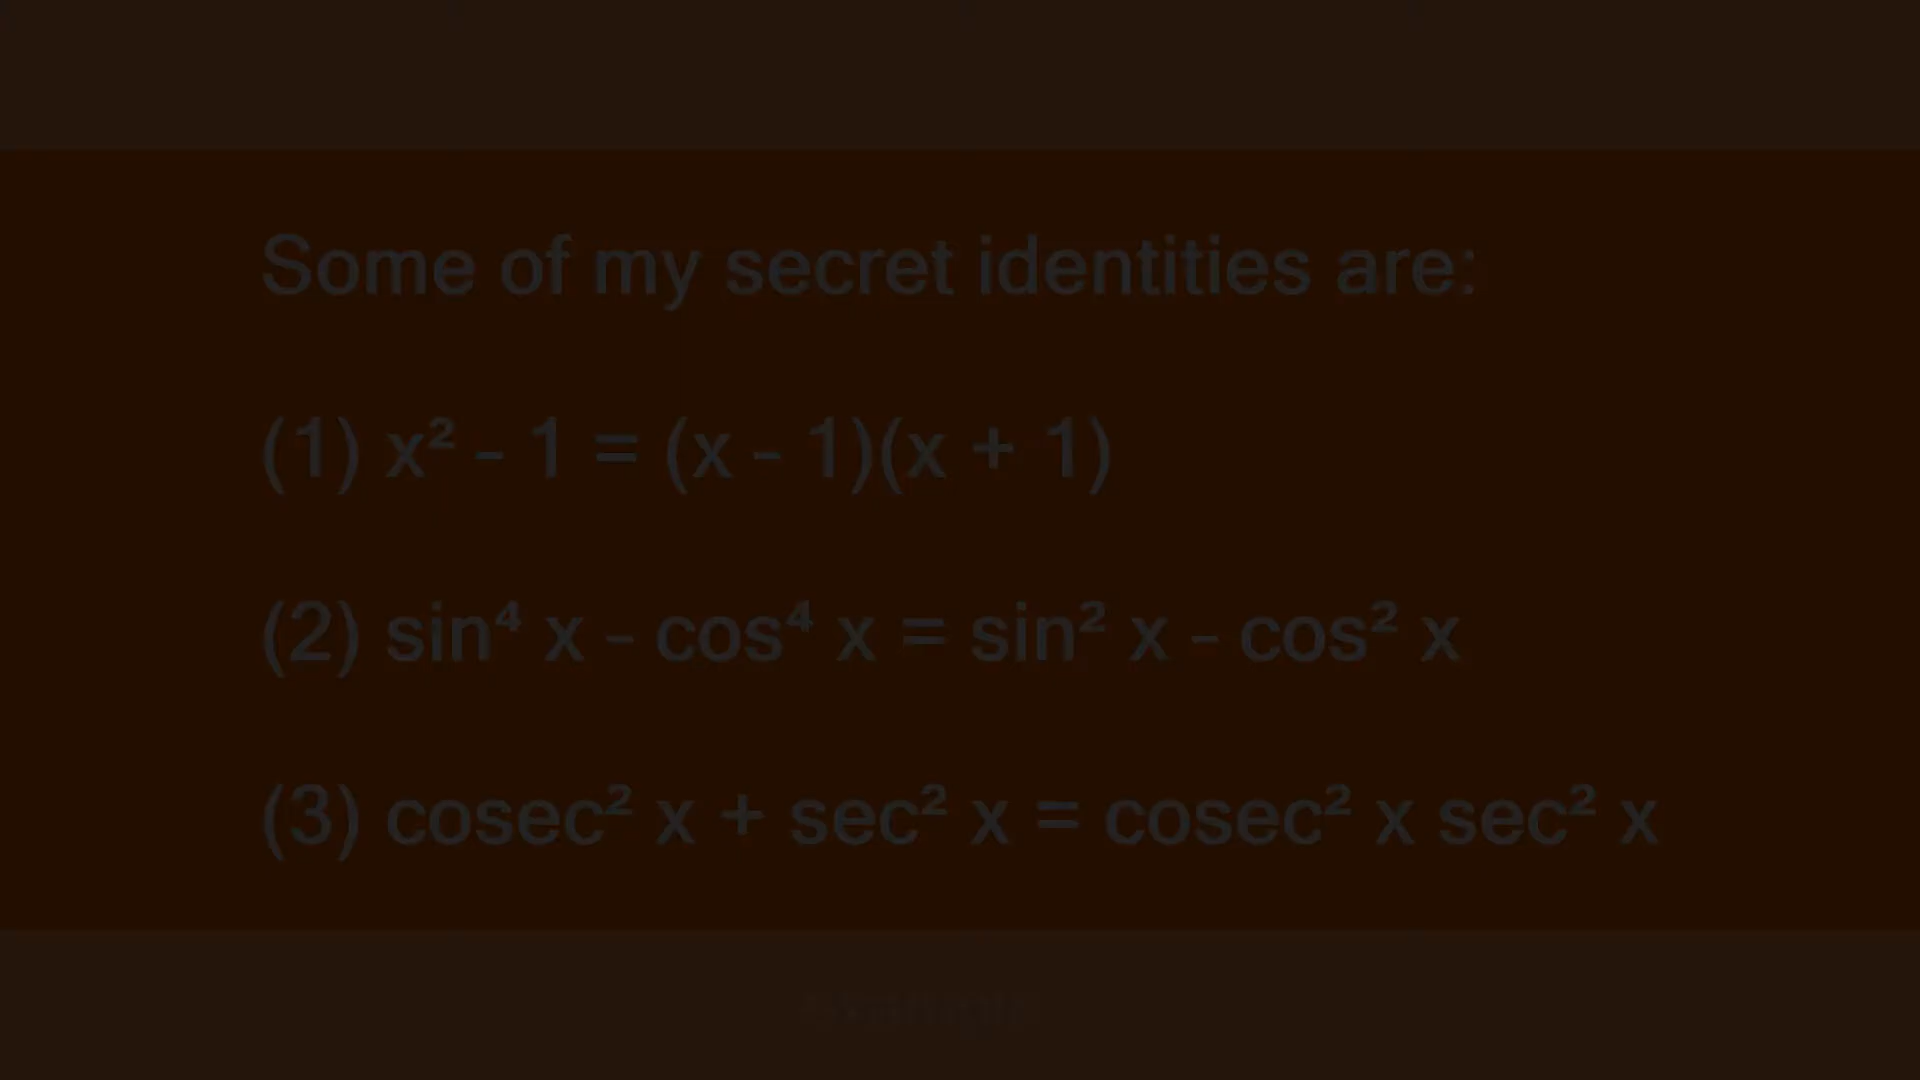 Some of my secret identities are:
(1) x² - 1 = (x - 1)(x + 1)
(2) sin⁴ x - cos⁴ x = sin² x - cos² x
(3) cosec² x + sec² x = cosec² x sec² x